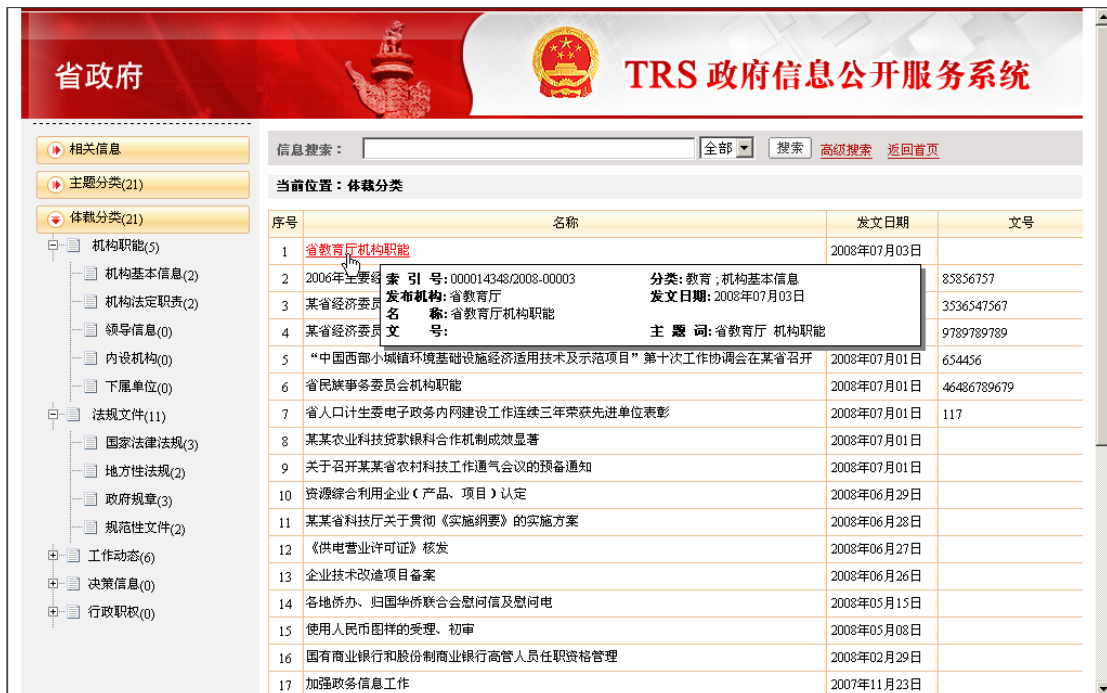 省政府
TRS 政府信息公开服务系统
相关信息
主题分类(21)
体裁分类(21)
机构职能(5)
机构基本信息(2)
机构法定职责(2)
领导信息(0)
内设机构(0)
下属单位(0)
法规文件(11)
国家法律法规(3)
地方性法规(2)
政府规章(3)
规范性文件(2)
工作动态(6)
决策信息(0)
行政职权(0)
信息搜索： 全部 搜索 高级搜索 返回首页
当前位置：体裁分类
序号 名称 发文日期 文号
1 省教育厅机构职能 2008年07月03日
索 引 号: 000014348/2008-00003 分类: 教育 ;机构基本信息
发布机构: 省教育厅 发文日期: 2008年07月03日
名 称: 省教育厅机构职能
文 号: 主 题 词: 省教育厅 机构职能
2 2006年主要经 85856757
3 某省经济委员 3536547567
4 某省经济委员 9789789789
5 “中国西部小城镇环境基础设施经济适用技术及示范项目”第十次工作协调会在某省召开 2008年07月01日 654456
6 省民族事务委员会机构职能 2008年07月01日 46486789679
7 省人口计生委电子政务内网建设工作连续三年荣获先进单位表彰 2008年07月01日 117
8 某某农业科技贷款银科合作机制成效显著 2008年07月01日
9 关于召开某某省农村科技工作通气会议的预备通知 2008年07月01日
10 资源综合利用企业（产品、项目）认定 2008年06月29日
11 某某省科技厅关于贯彻《实施纲要》的实施方案 2008年06月28日
12 《供电营业许可证》核发 2008年06月27日
13 企业技术改造项目备案 2008年06月26日
14 各地侨办、归国华侨联合会慰问信及慰问电 2008年05月15日
15 使用人民币图样的受理、初审 2008年05月08日
16 国有商业银行和股份制商业银行高管人员任职资格管理 2008年02月29日
17 加强政务信息工作 2007年11月23日